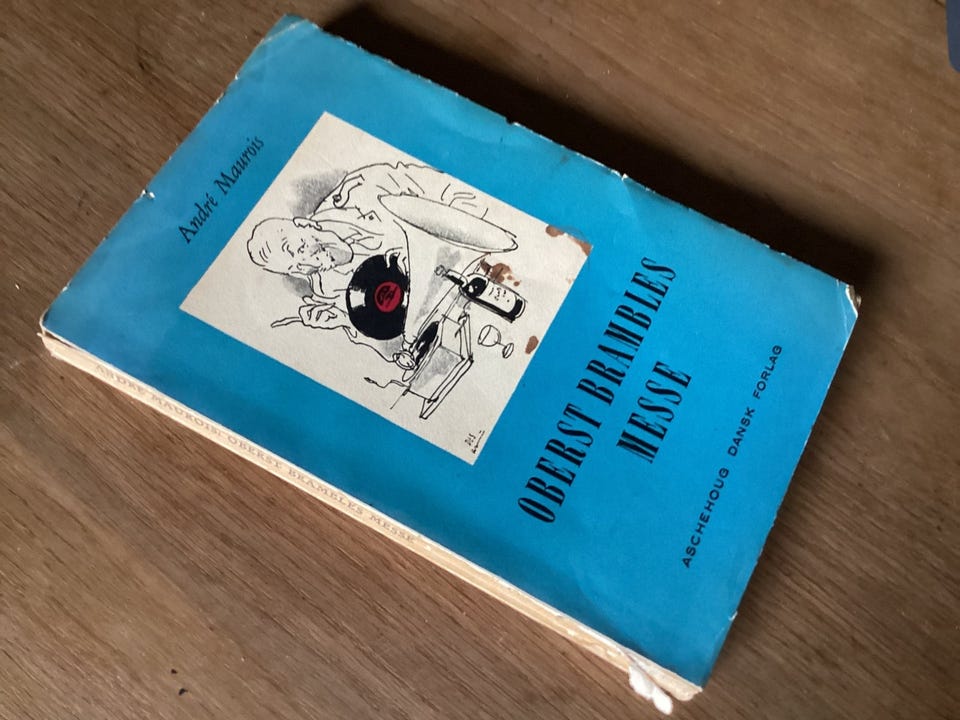 André Maurois
OBERST BRAMBLES
MESSE
ASCHEHOUG DANSK FORLAG
ANDRÉ MAUROIS: OBERST BRAMBLES MESSE